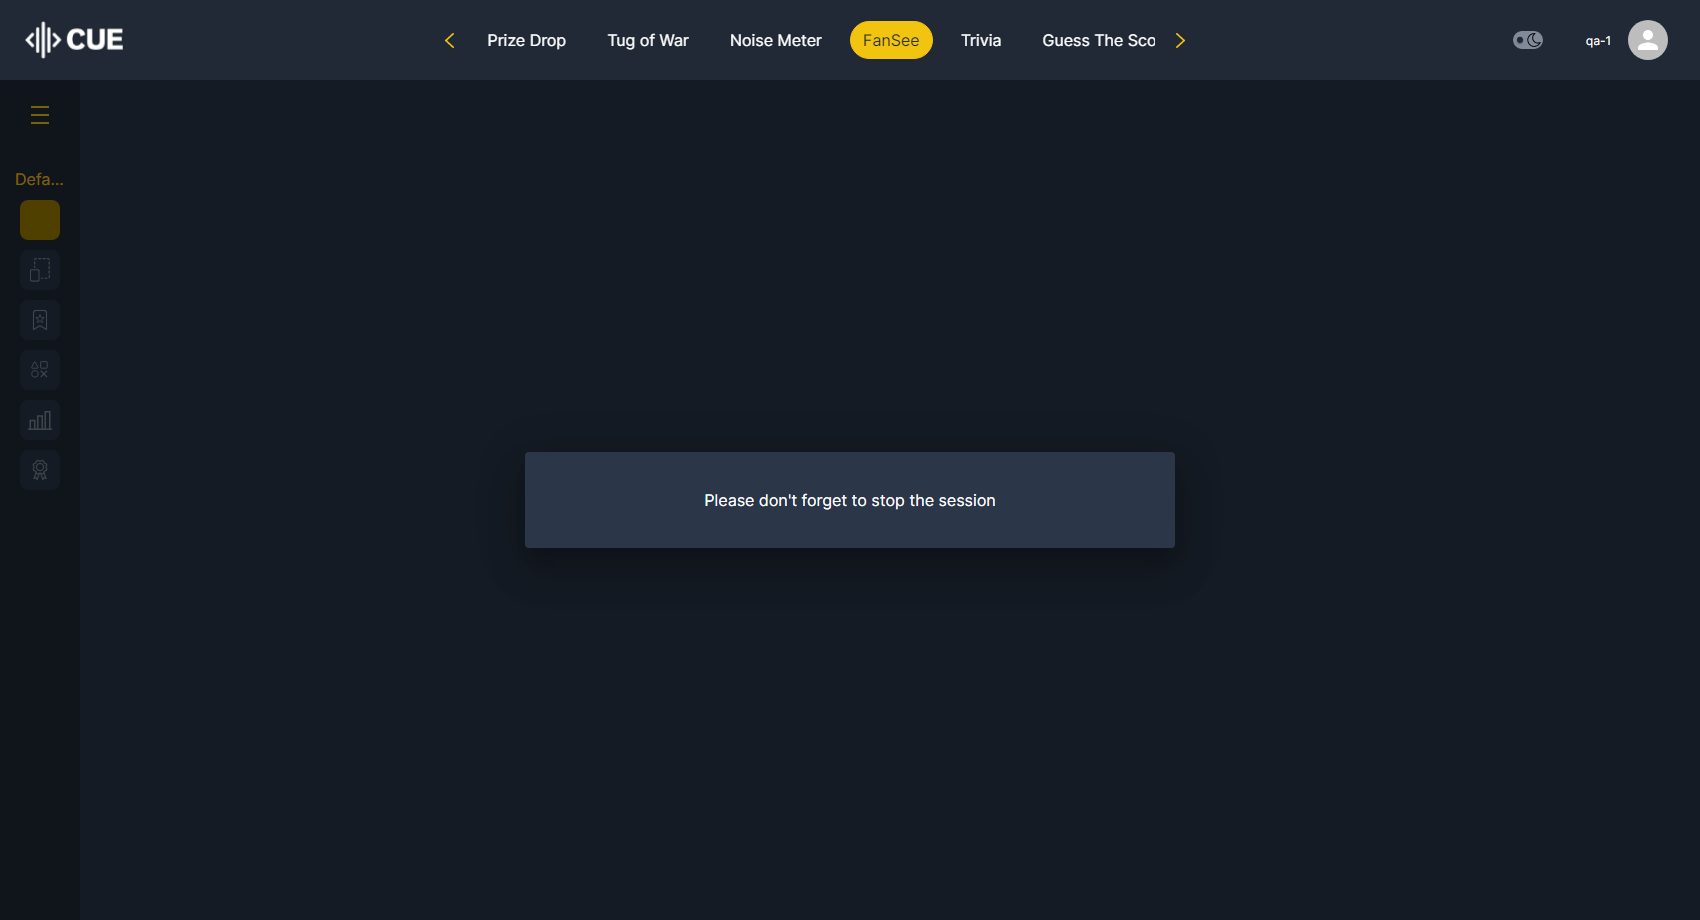 CUE
Prize Drop
Tug of War
Noise Meter
FanSee
Trivia
Guess The Sco
qa-1
Defa...
Please don't forget to stop the session